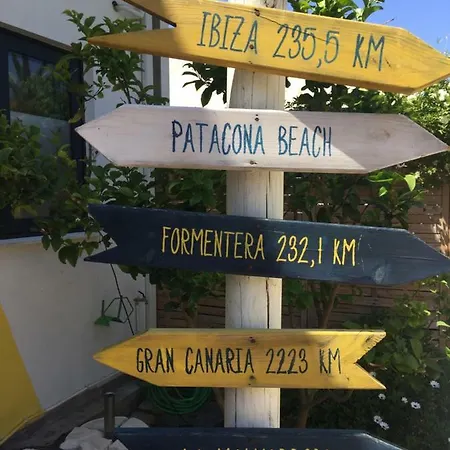 IBIZA 235,5 KM
PATACONA BEACH
FORMENTERA 232,1 KM
GRAN CANARIA 2223 KM